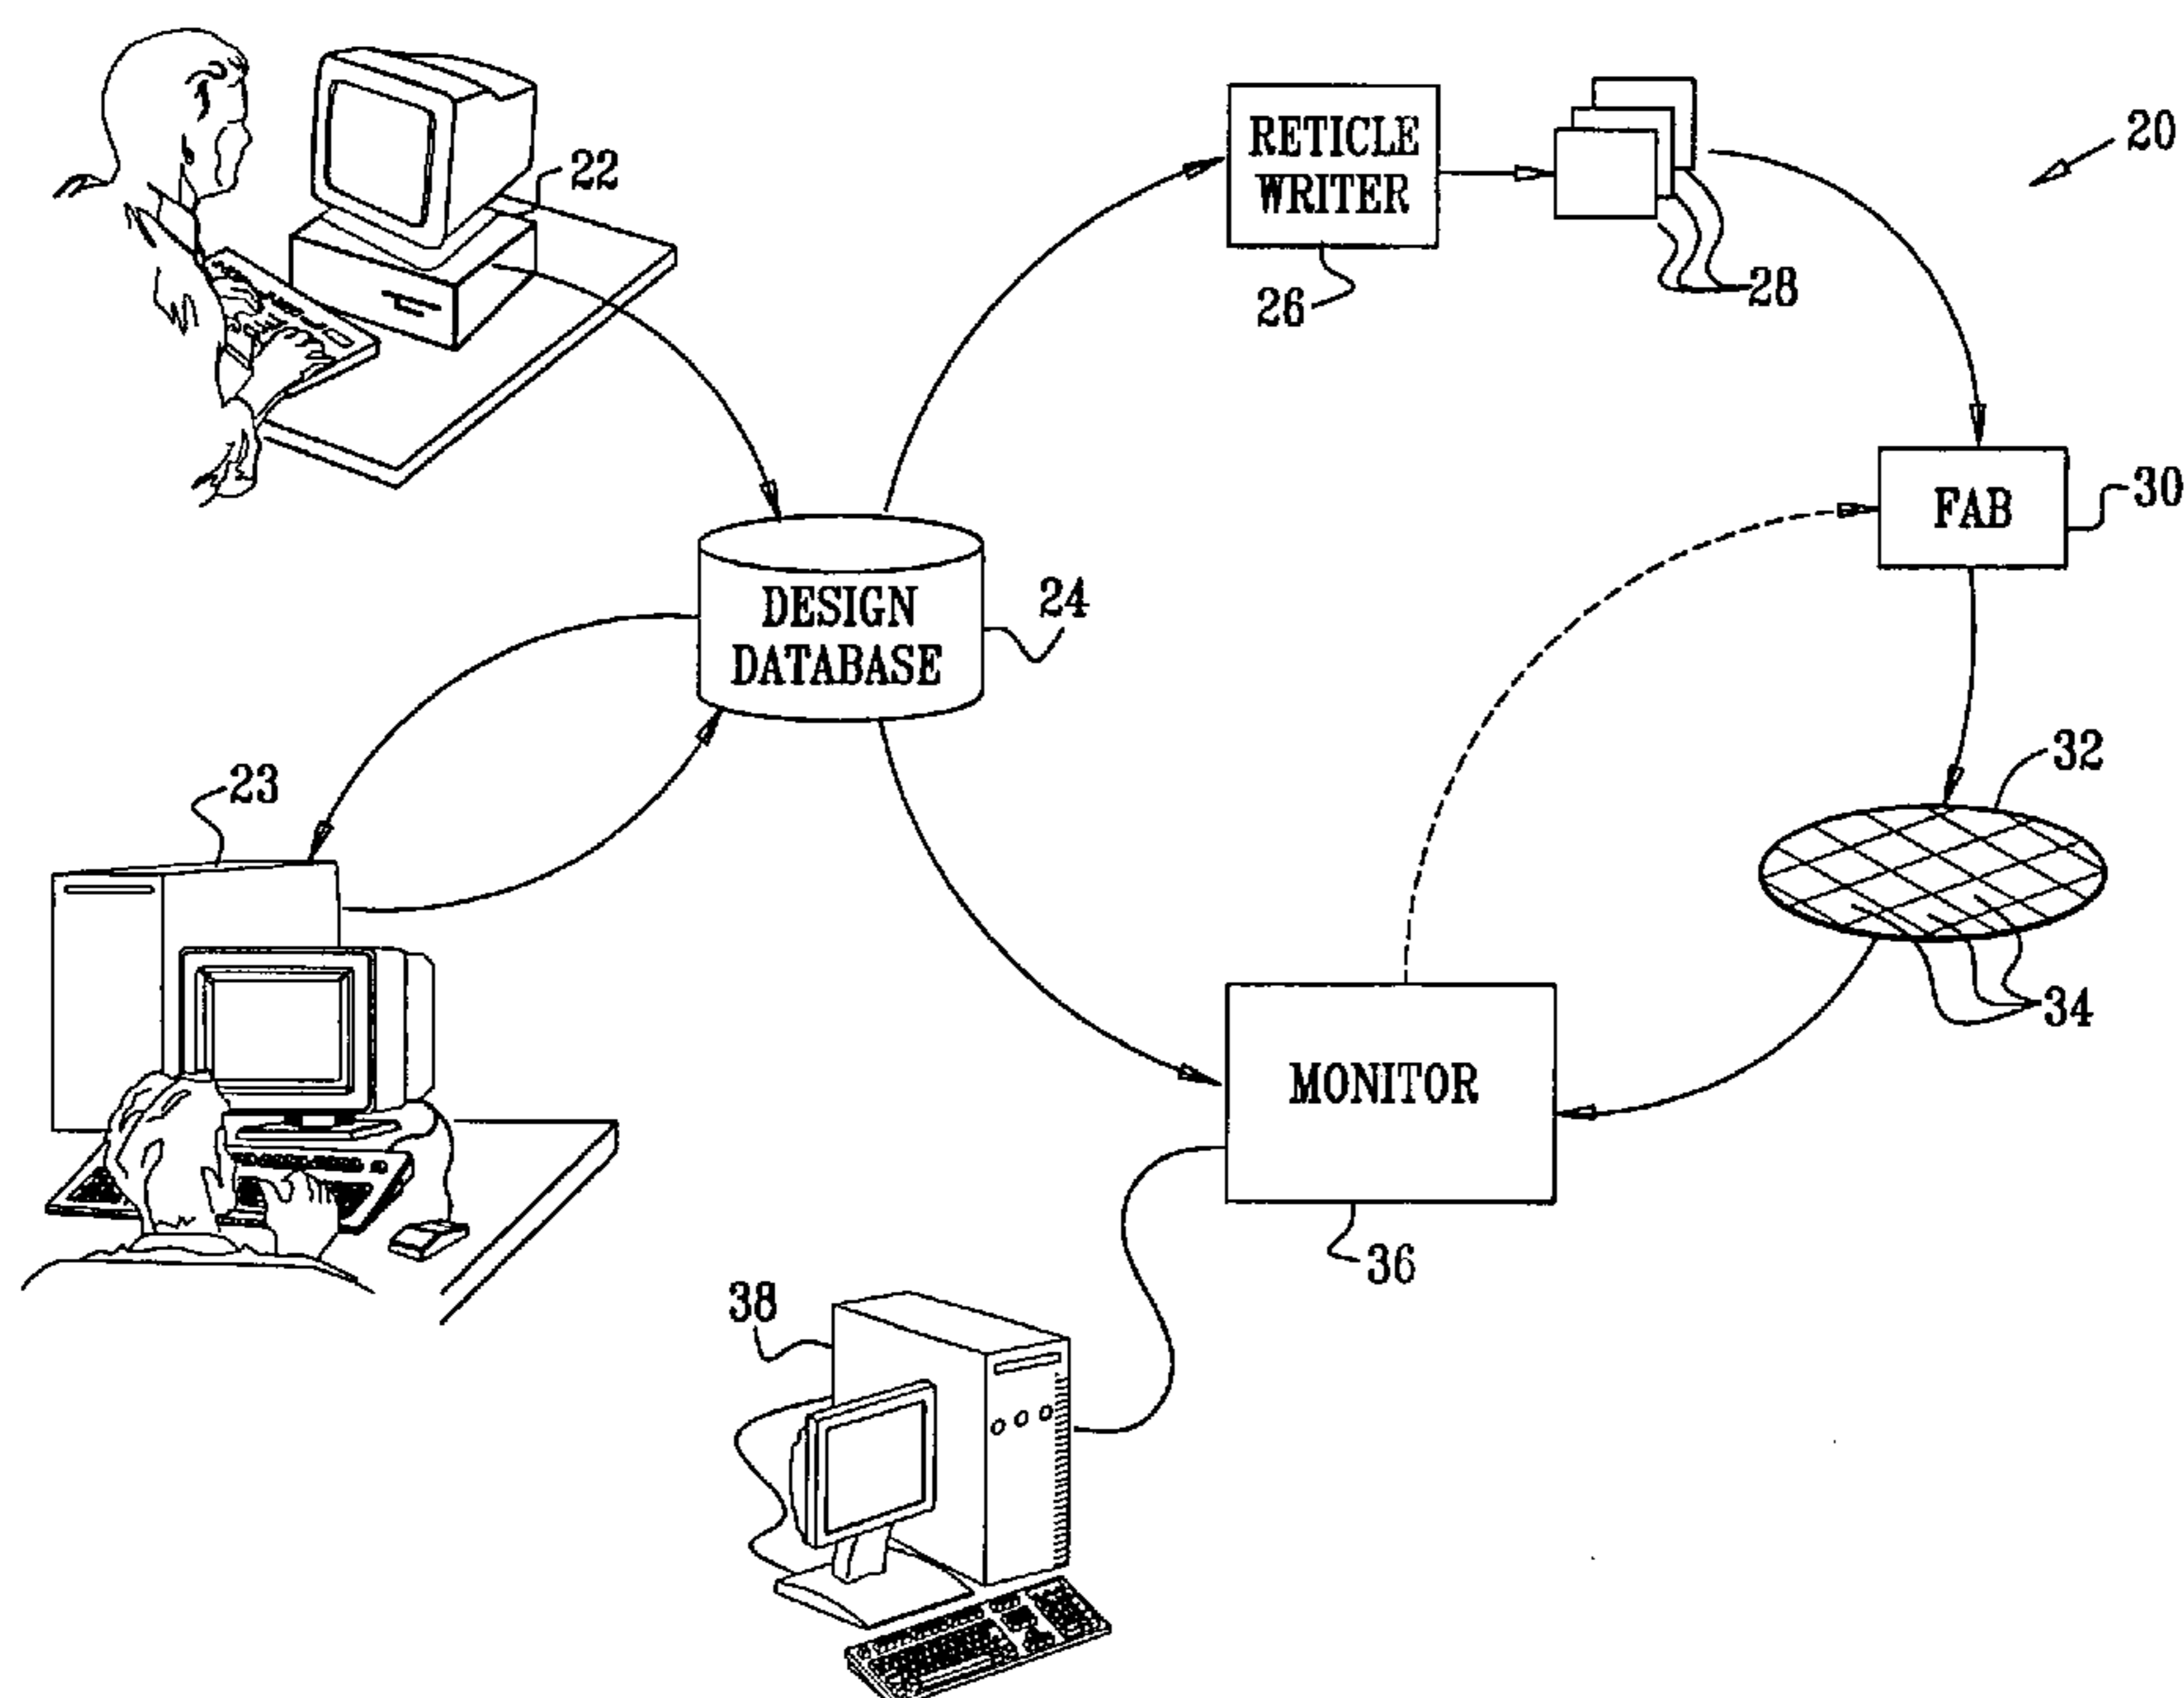 22
RETICLE
WRITER
26
28
20
FAB
30
DESIGN
DATABASE
24
23
32
34
MONITOR
36
38